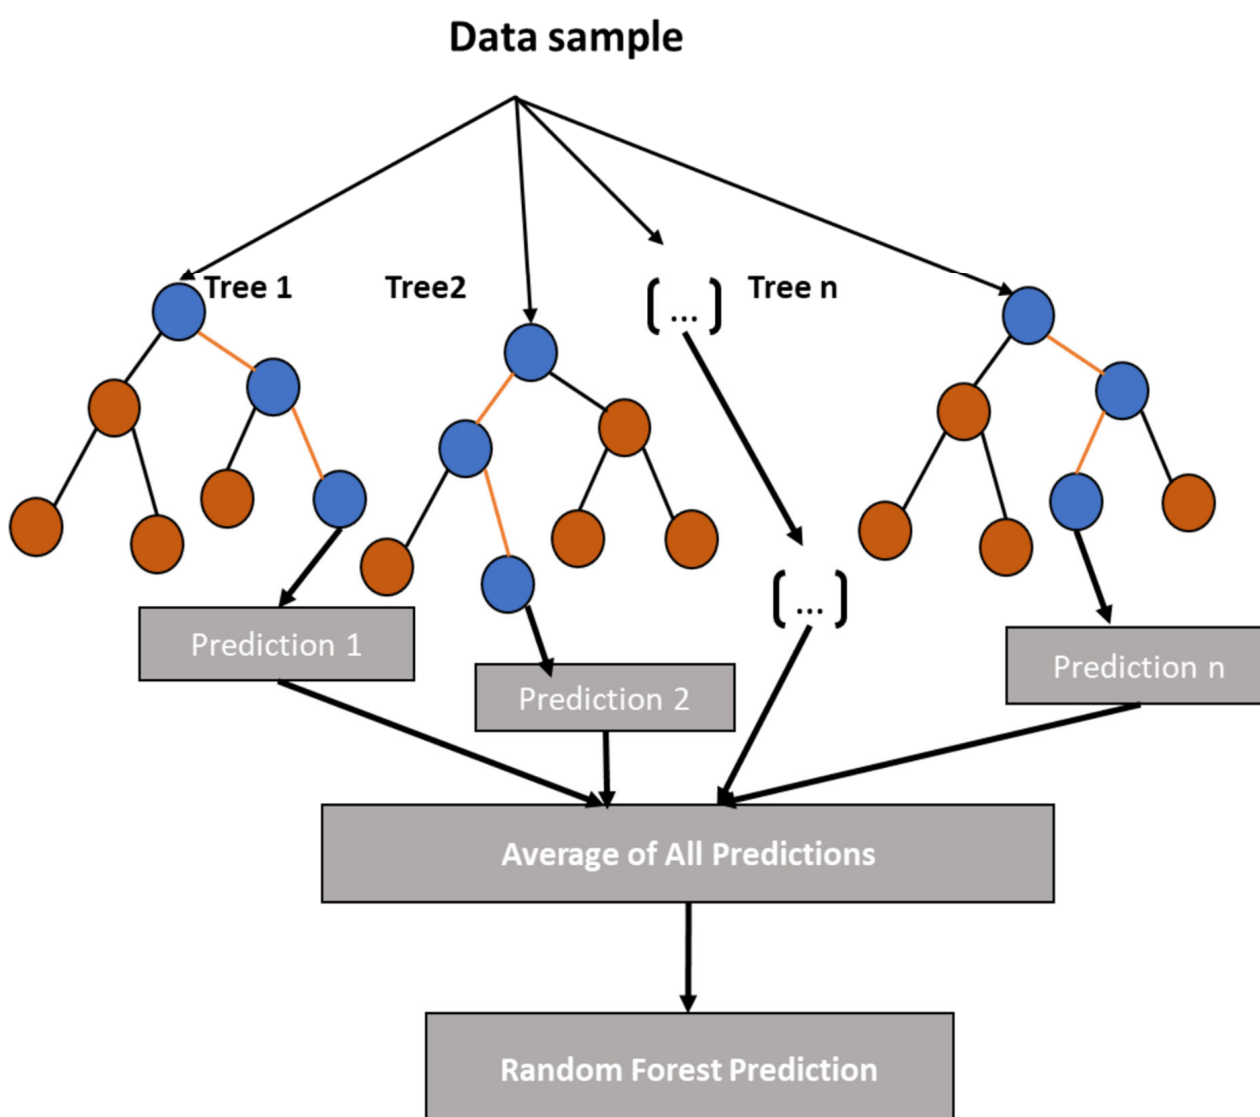 Data sample
Tree 1
Tree2
[...]
Tree n
[...]
Prediction 1
Prediction 2
Prediction n
Average of All Predictions
Random Forest Prediction